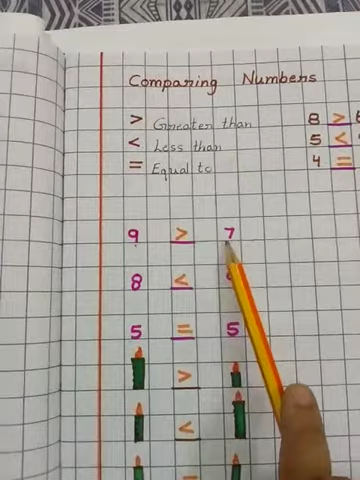 Comparing Numbers
> Greater than
< Less than
= Equal to
8 >
5 <
4 =
9 > 7
8 <
5 = 5
>
<
=